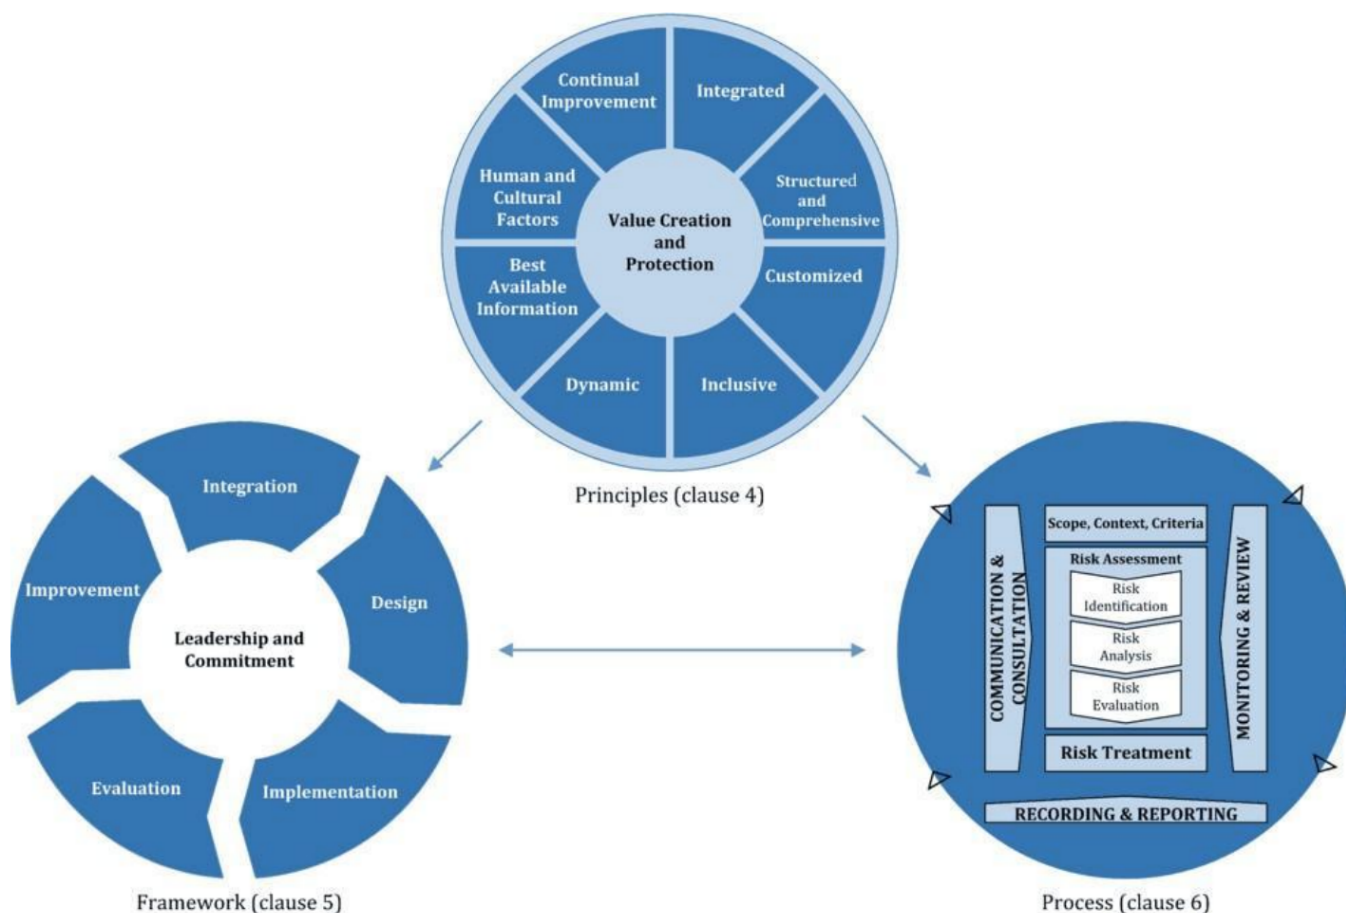 Continual
Improvement
Integrated
Structured
and
Comprehensive
Customized
Inclusive
Dynamic
Best
Available
Information
Human and
Cultural
Factors
Value Creation
and
Protection
Principles (clause 4)
Integration
Design
Implementation
Evaluation
Improvement
Leadership and
Commitment
Framework (clause 5)
Scope, Context, Criteria
Risk Assessment
Risk
Identification
Risk
Analysis
Risk
Evaluation
Risk Treatment
COMMUNICATION &
CONSULTATION
MONITORING & REVIEW
RECORDING & REPORTING
Process (clause 6)